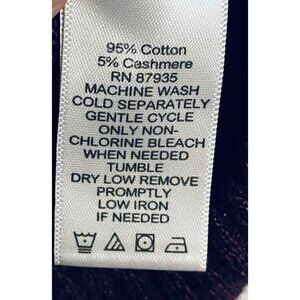 95% Cotton
5% Cashmere
RN 87935
MACHINE WASH
COLD SEPARATELY
GENTLE CYCLE
ONLY NON-
CHLORINE BLEACH
WHEN NEEDED
TUMBLE
DRY LOW REMOVE
PROMPTLY
LOW IRON
IF NEEDED